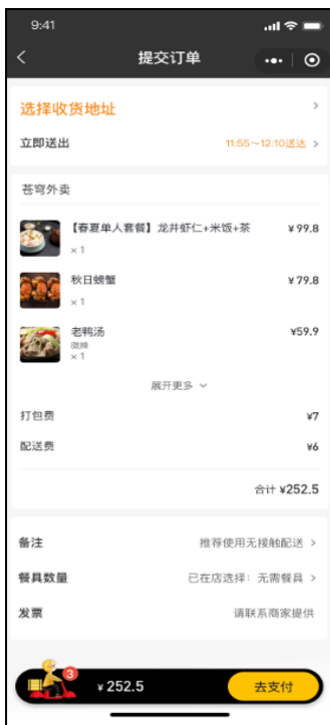 9:41
提交订单
选择收货地址
立即送出 11:55~12:10送达
苍穹外卖
【春夏单人套餐】龙井虾仁+米饭+茶 ¥99.8
×1
秋日螃蟹 ¥79.8
×1
老鸭汤 ¥59.9
微辣
×1
展开更多
打包费 ¥7
配送费 ¥6
合计 ¥252.5
备注 推荐使用无接触配送
餐具数量 已在店选择：无需餐具
发票 请联系商家提供
3
¥252.5 去支付